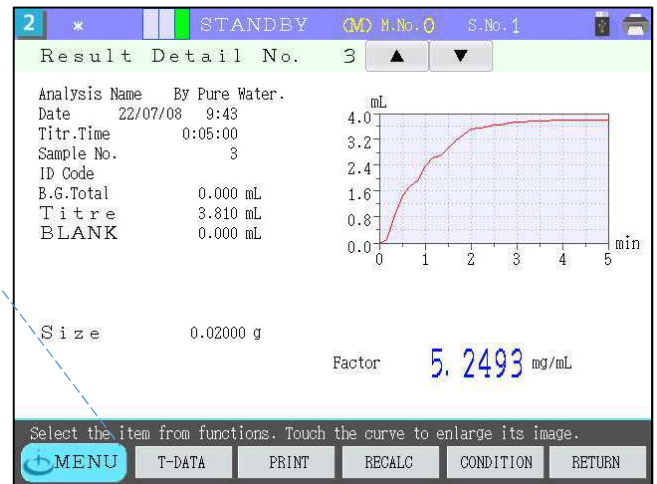 2 * STANDBY (M) M.No.0 S.No.1
Result Detail No. 3 ▲ ▼
Analysis Name By Pure Water.
Date 22/07/08 9:43
Titr.Time 0:05:00
Sample No. 3
ID Code
B.G.Total 0.000 mL
Titre 3.810 mL
BLANK 0.000 mL
mL
4.0
3.2
2.4
1.6
0.8
0.0
0 1 2 3 4 5 min
Size 0.02000 g
Factor 5.2493 mg/mL
Select the item from functions. Touch the curve to enlarge its image.
MENU T-DATA PRINT RECALC CONDITION RETURN